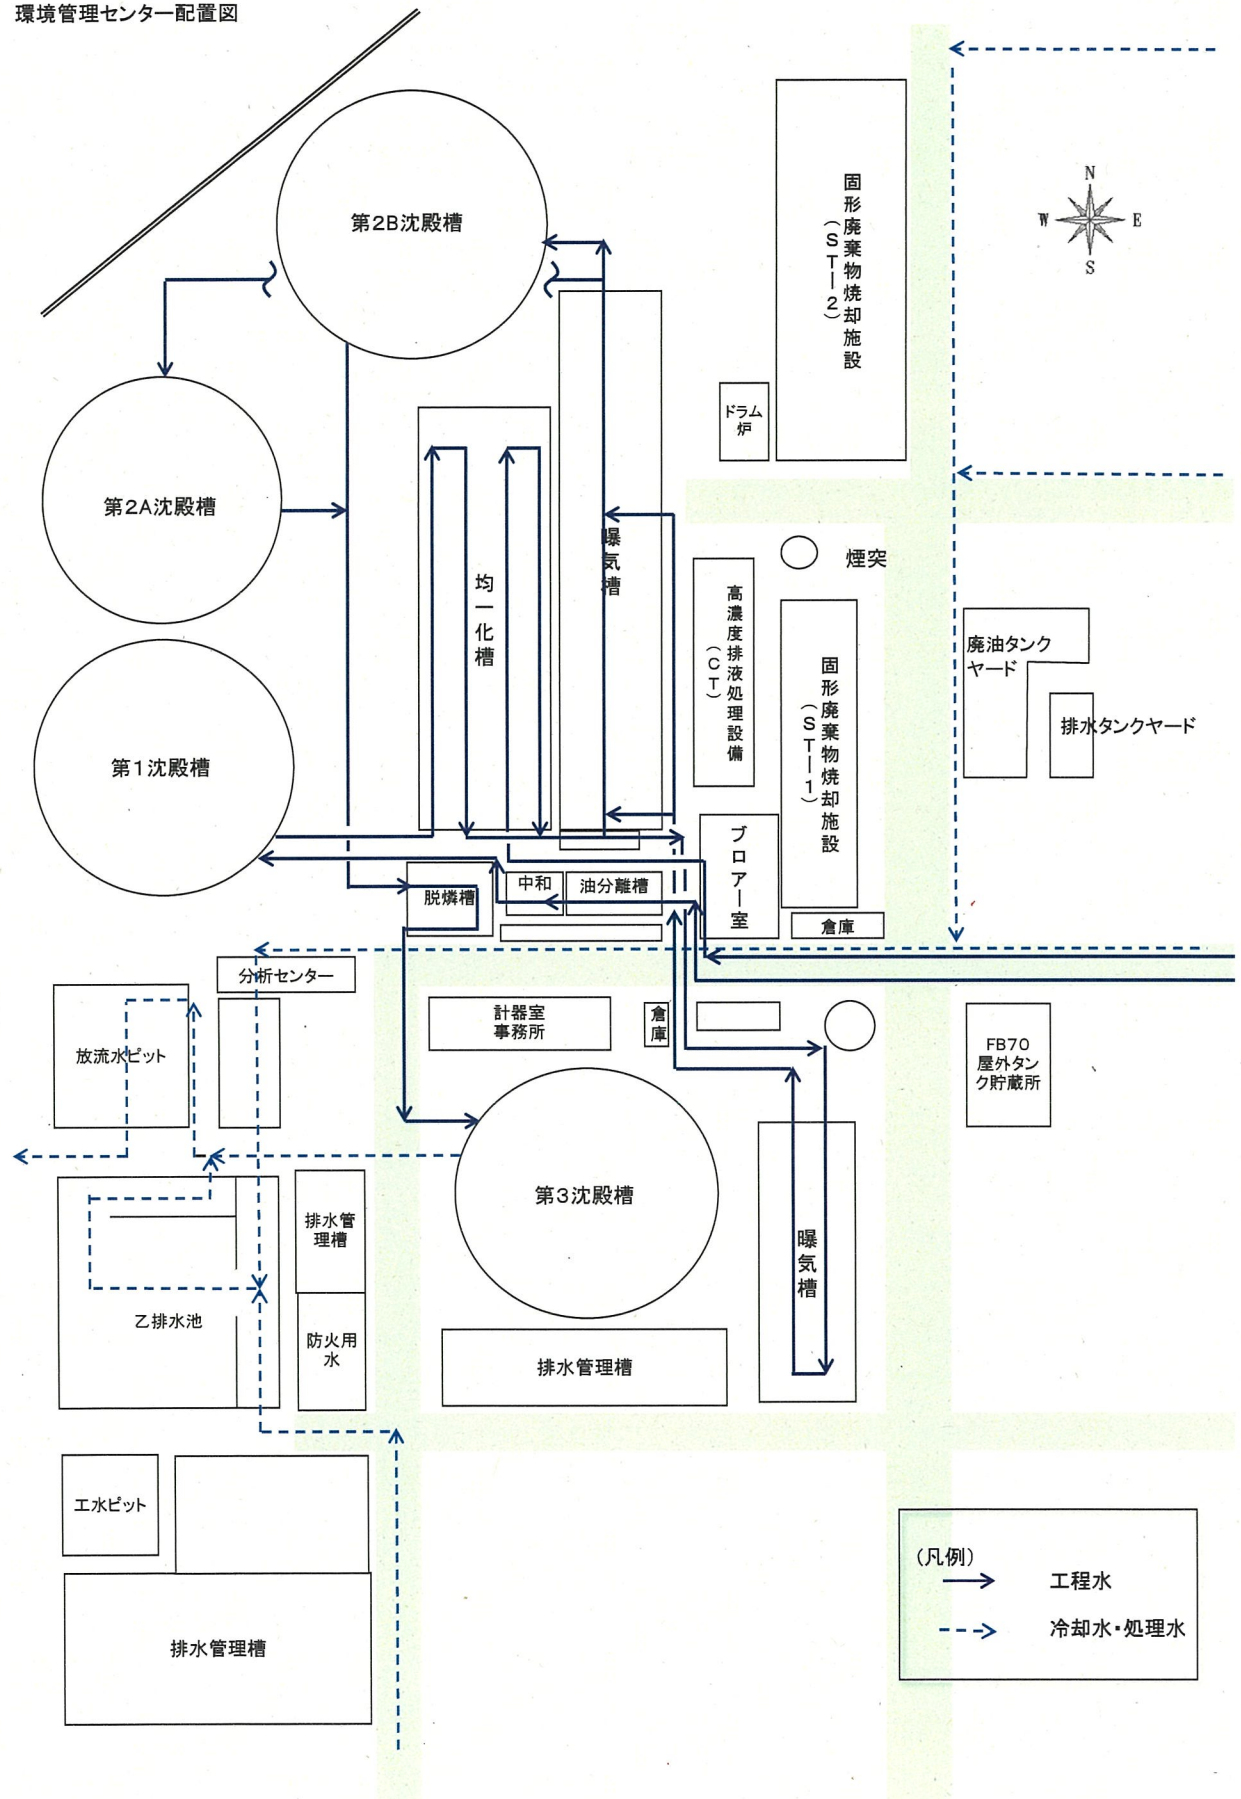 環境管理センター配置図
N
W
E
S
第2B沈殿槽
固形廃棄物焼却施設
(ST-2)
ドラム
炉
第2A沈殿槽
曝気槽
煙突
均一化槽
高濃度排液処理設備
(CT)
固形廃棄物焼却施設
(ST-1)
廃油タンク
ヤード
排水タンクヤード
第1沈殿槽
ブロアー室
脱燐槽
中和
油分離槽
倉庫
分析センター
計器室
事務所
倉庫
放流水ピット
FB70
屋外タン
ク貯蔵所
第3沈殿槽
排水管
理槽
曝気槽
乙排水池
防火用
水
排水管理槽
工水ピット
(凡例)
工程水
冷却水・処理水
排水管理槽